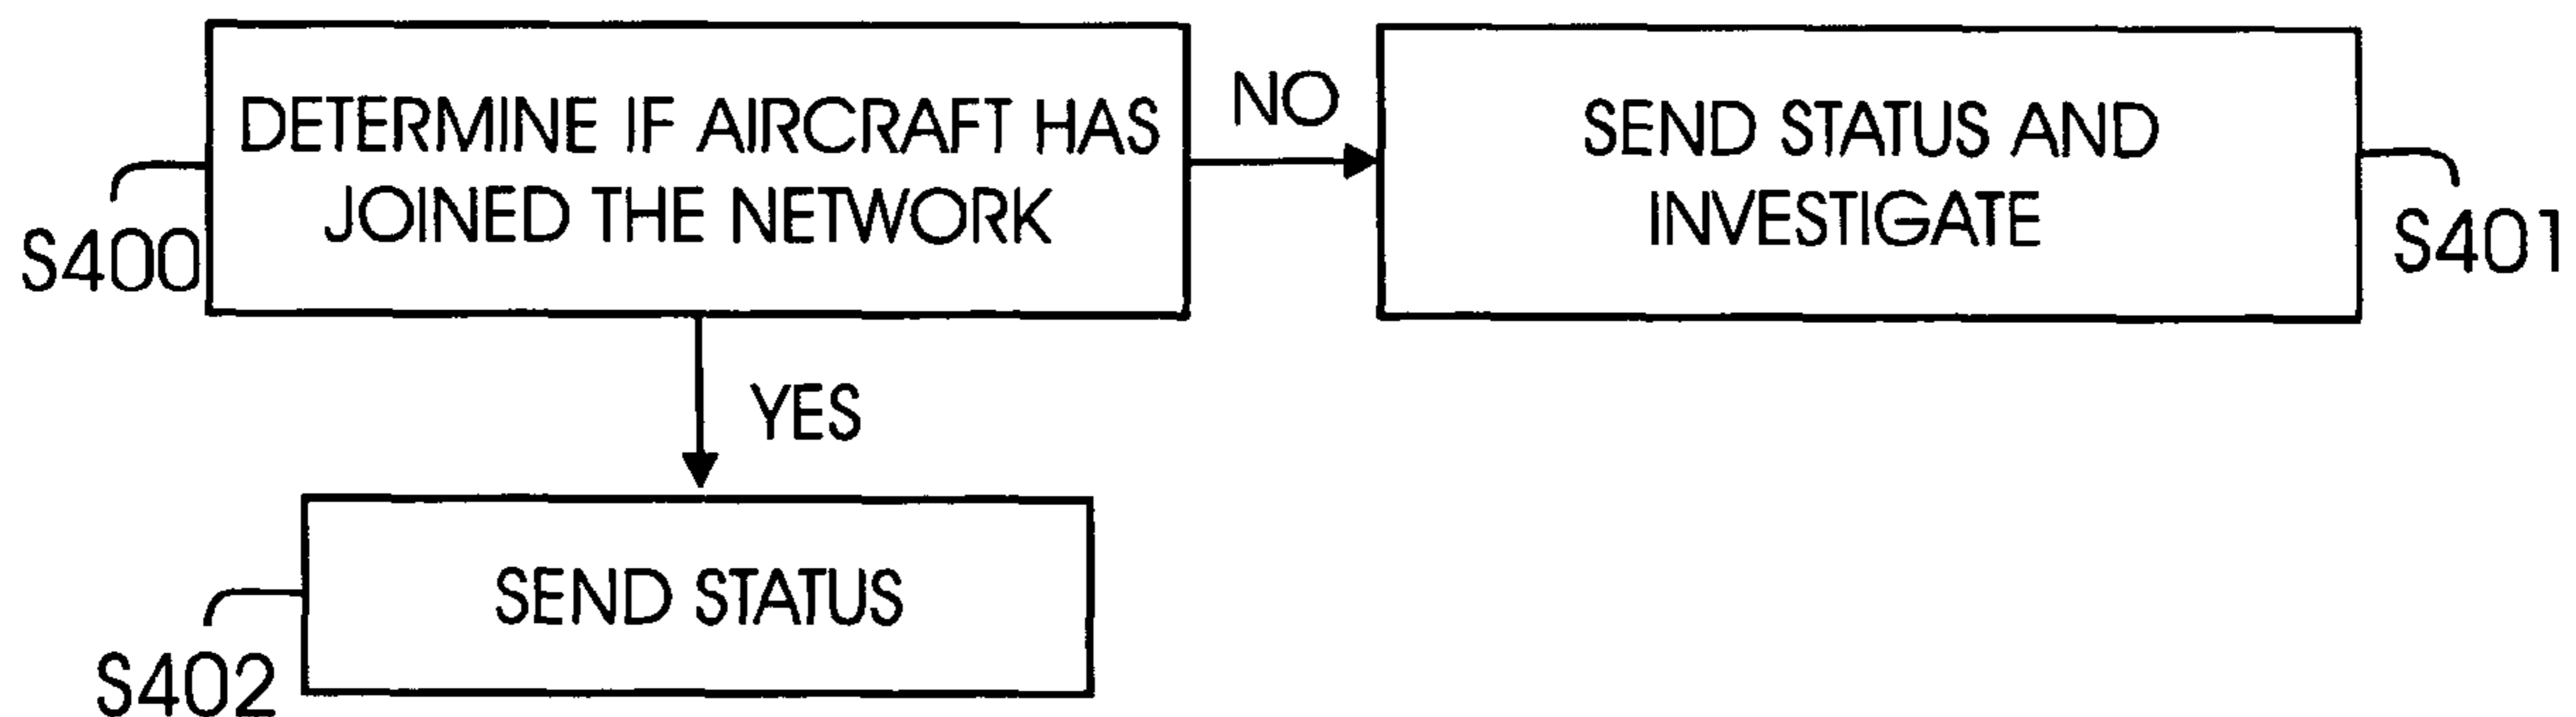 DETERMINE IF AIRCRAFT HAS
JOINED THE NETWORK
S400
NO
SEND STATUS AND
INVESTIGATE
S401
YES
SEND STATUS
S402